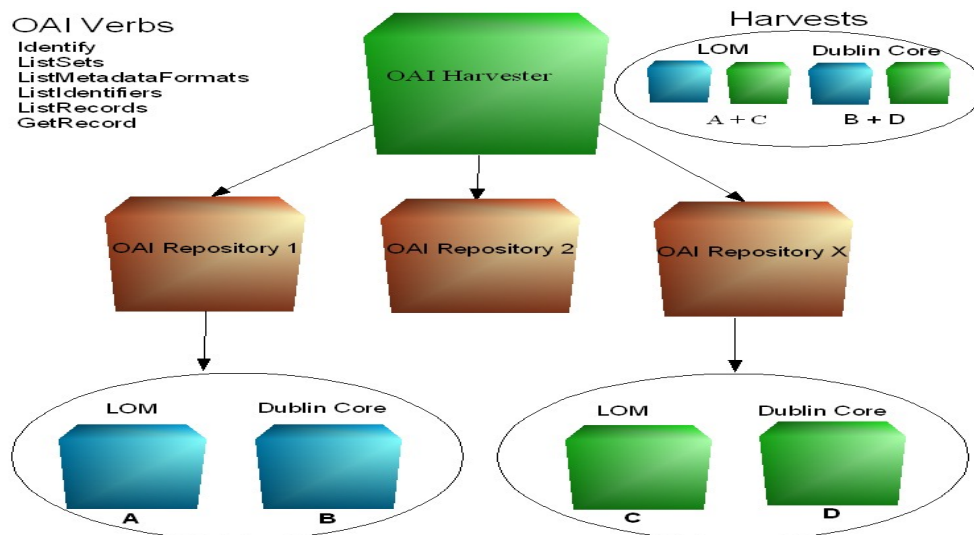 OAI Verbs
Identify
ListSets
ListMetadataFormats
ListIdentifiers
ListRecords
GetRecord
OAI Harvester
Harvests
LOM Dublin Core
A + C B + D
OAI Repository 1
OAI Repository 2
OAI Repository X
LOM Dublin Core
A B
LOM Dublin Core
C D